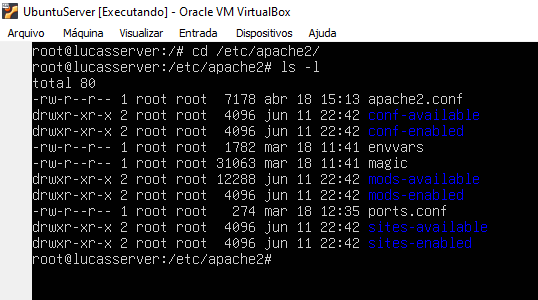 UbuntuServer [Executando] - Oracle VM VirtualBox
Arquivo Máquina Visualizar Entrada Dispositivos Ajuda
root@lucasserver:/# cd /etc/apache2/
root@lucasserver:/etc/apache2# ls -l
total 80
-rw-r--r-- 1 root root  7178 abr 18 15:13 apache2.conf
drwxr-xr-x 2 root root  4096 jun 11 22:42 conf-available
drwxr-xr-x 2 root root  4096 jun 11 22:42 conf-enabled
-rw-r--r-- 1 root root  1782 mar 18 11:41 envvars
-rw-r--r-- 1 root root 31063 mar 18 11:41 magic
drwxr-xr-x 2 root root 12288 jun 11 22:42 mods-available
drwxr-xr-x 2 root root  4096 jun 11 22:42 mods-enabled
-rw-r--r-- 1 root root   274 mar 18 12:35 ports.conf
drwxr-xr-x 2 root root  4096 jun 11 22:42 sites-available
drwxr-xr-x 2 root root  4096 jun 11 22:42 sites-enabled
root@lucasserver:/etc/apache2#